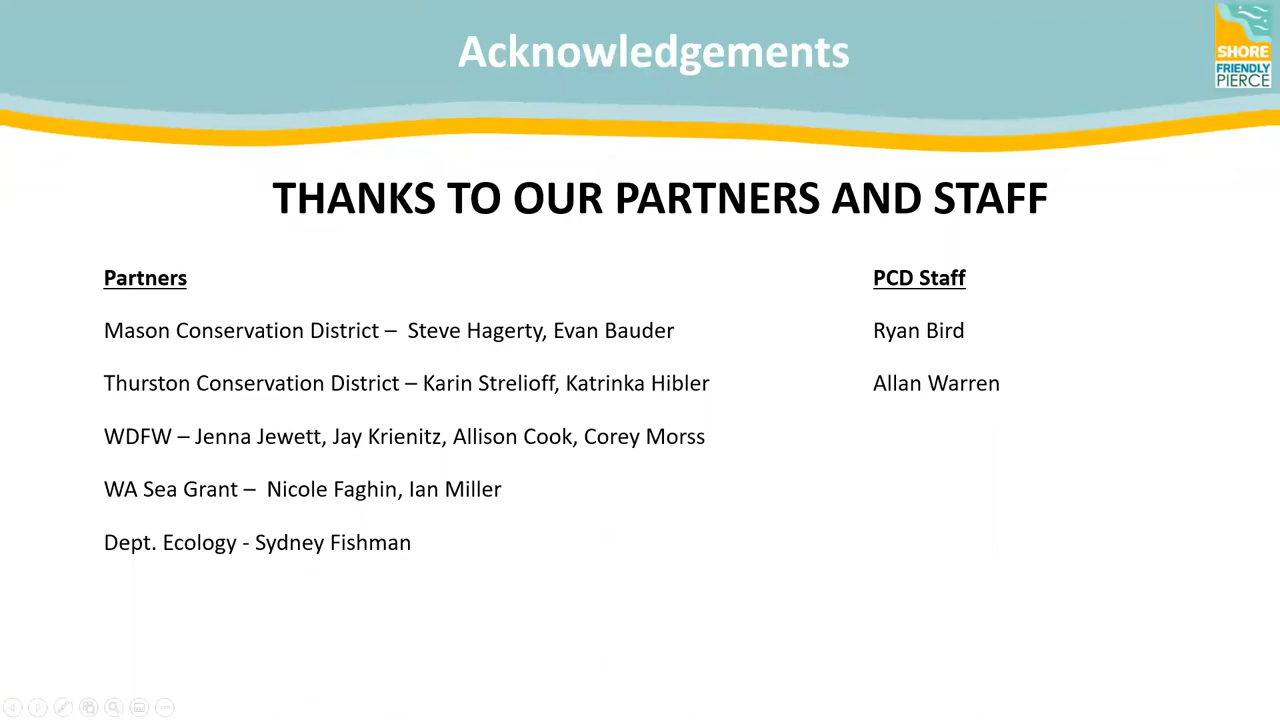 Acknowledgements
SHORE
FRIENDLY
PIERCE
THANKS TO OUR PARTNERS AND STAFF
Partners
Mason Conservation District – Steve Hagerty, Evan Bauder
Thurston Conservation District – Karin Strelioff, Katrinka Hibler
WDFW – Jenna Jewett, Jay Krienitz, Allison Cook, Corey Morss
WA Sea Grant – Nicole Faghin, Ian Miller
Dept. Ecology - Sydney Fishman
PCD Staff
Ryan Bird
Allan Warren